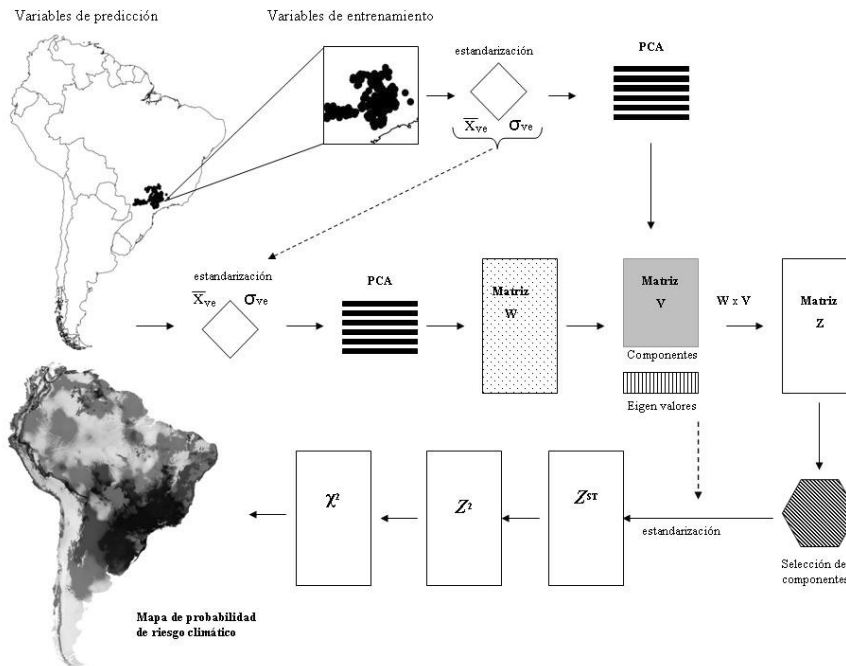 Variables de predicción
Variables de entrenamiento
estandarización
PCA
X̅ve σve
estandarización
X̅ve σve
PCA
Matriz
W
Matriz
V
W x V
Matriz
Z
Componentes
Eigen valores
χ²
Z²
Z^ST
estandarización
Selección de
componentes
Mapa de probabilidad
de riesgo climático